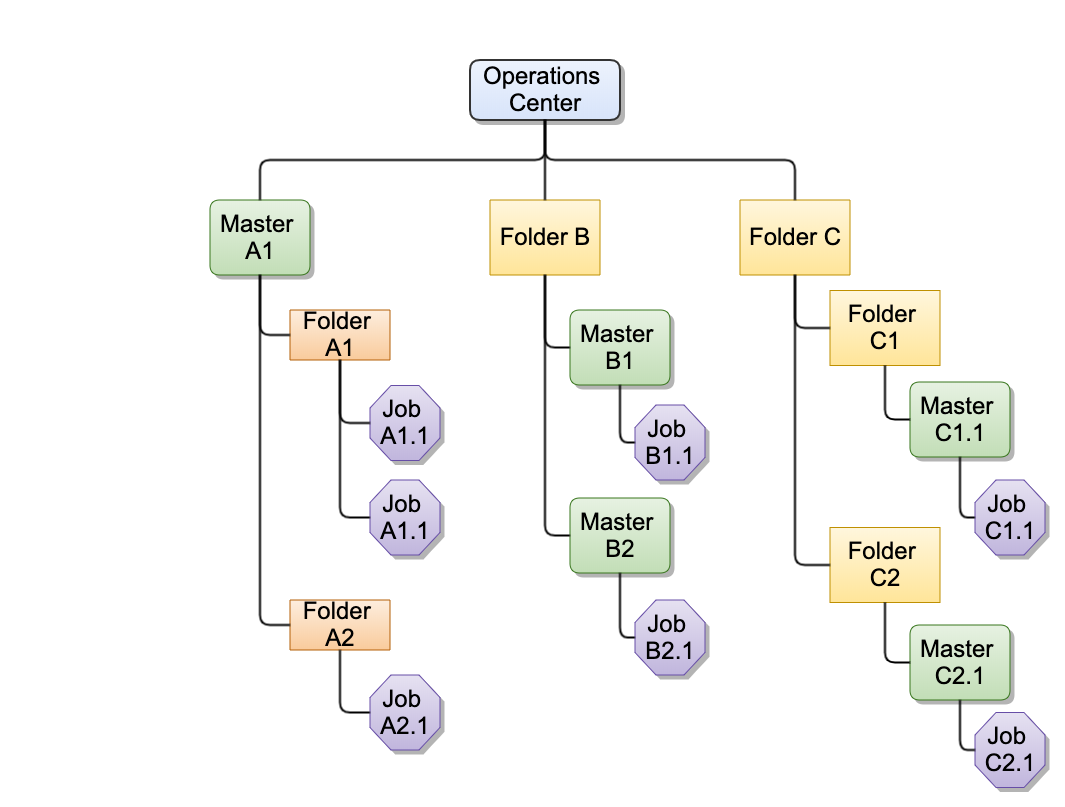 Operations
Center
Master
A1
Folder B
Folder C
Folder
A1
Master
B1
Folder
C1
Job
A1.1
Job
B1.1
Master
C1.1
Job
A1.1
Master
B2
Job
C1.1
Folder
C2
Folder
A2
Job
B2.1
Master
C2.1
Job
A2.1
Job
C2.1